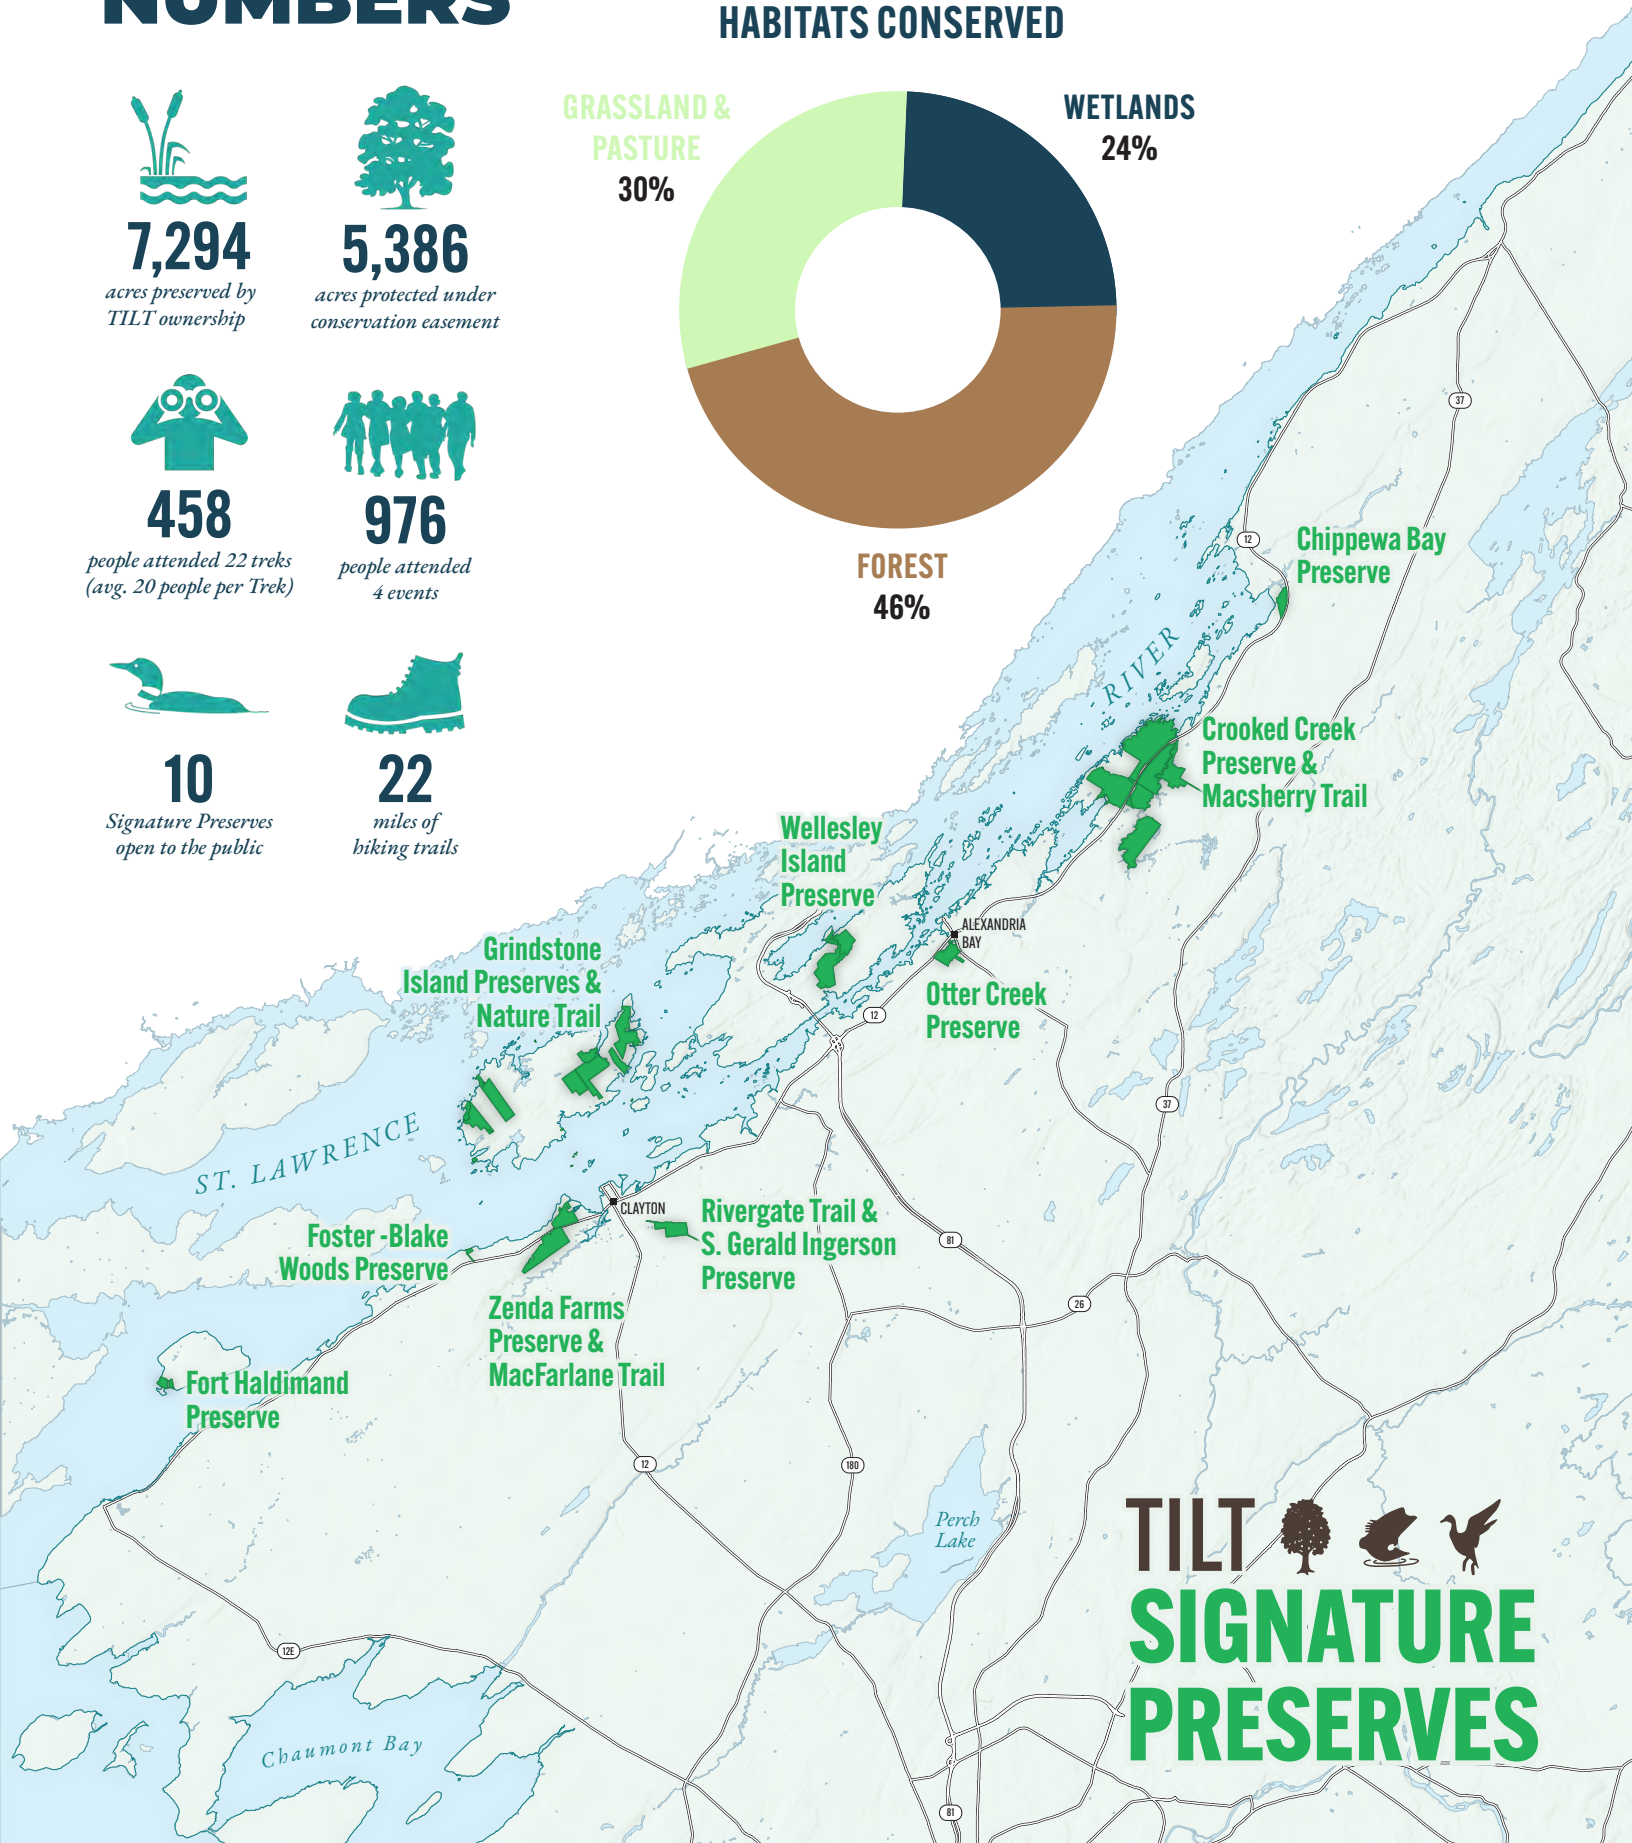 NUMBERS
7,294
acres preserved by
TILT ownership
5,386
acres protected under
conservation easement
458
people attended 22 treks
(avg. 20 people per Trek)
976
people attended
4 events
10
Signature Preserves
open to the public
22
miles of
hiking trails
HABITATS CONSERVED
GRASSLAND &
PASTURE
30%
WETLANDS
24%
FOREST
46%
37
12
Chippewa Bay
Preserve
RIVER
Crooked Creek
Preserve &
Macsherry Trail
Wellesley
Island
Preserve
ALEXANDRIA
BAY
Grindstone
Island Preserves &
Nature Trail
Otter Creek
Preserve
12
37
ST. LAWRENCE
CLAYTON
Rivergate Trail &
S. Gerald Ingerson
Preserve
Foster -Blake
Woods Preserve
81
26
Zenda Farms
Preserve &
MacFarlane Trail
Fort Haldimand
Preserve
12
180
Perch
Lake
12E
Chaumont Bay
81
TILT
SIGNATURE
PRESERVES